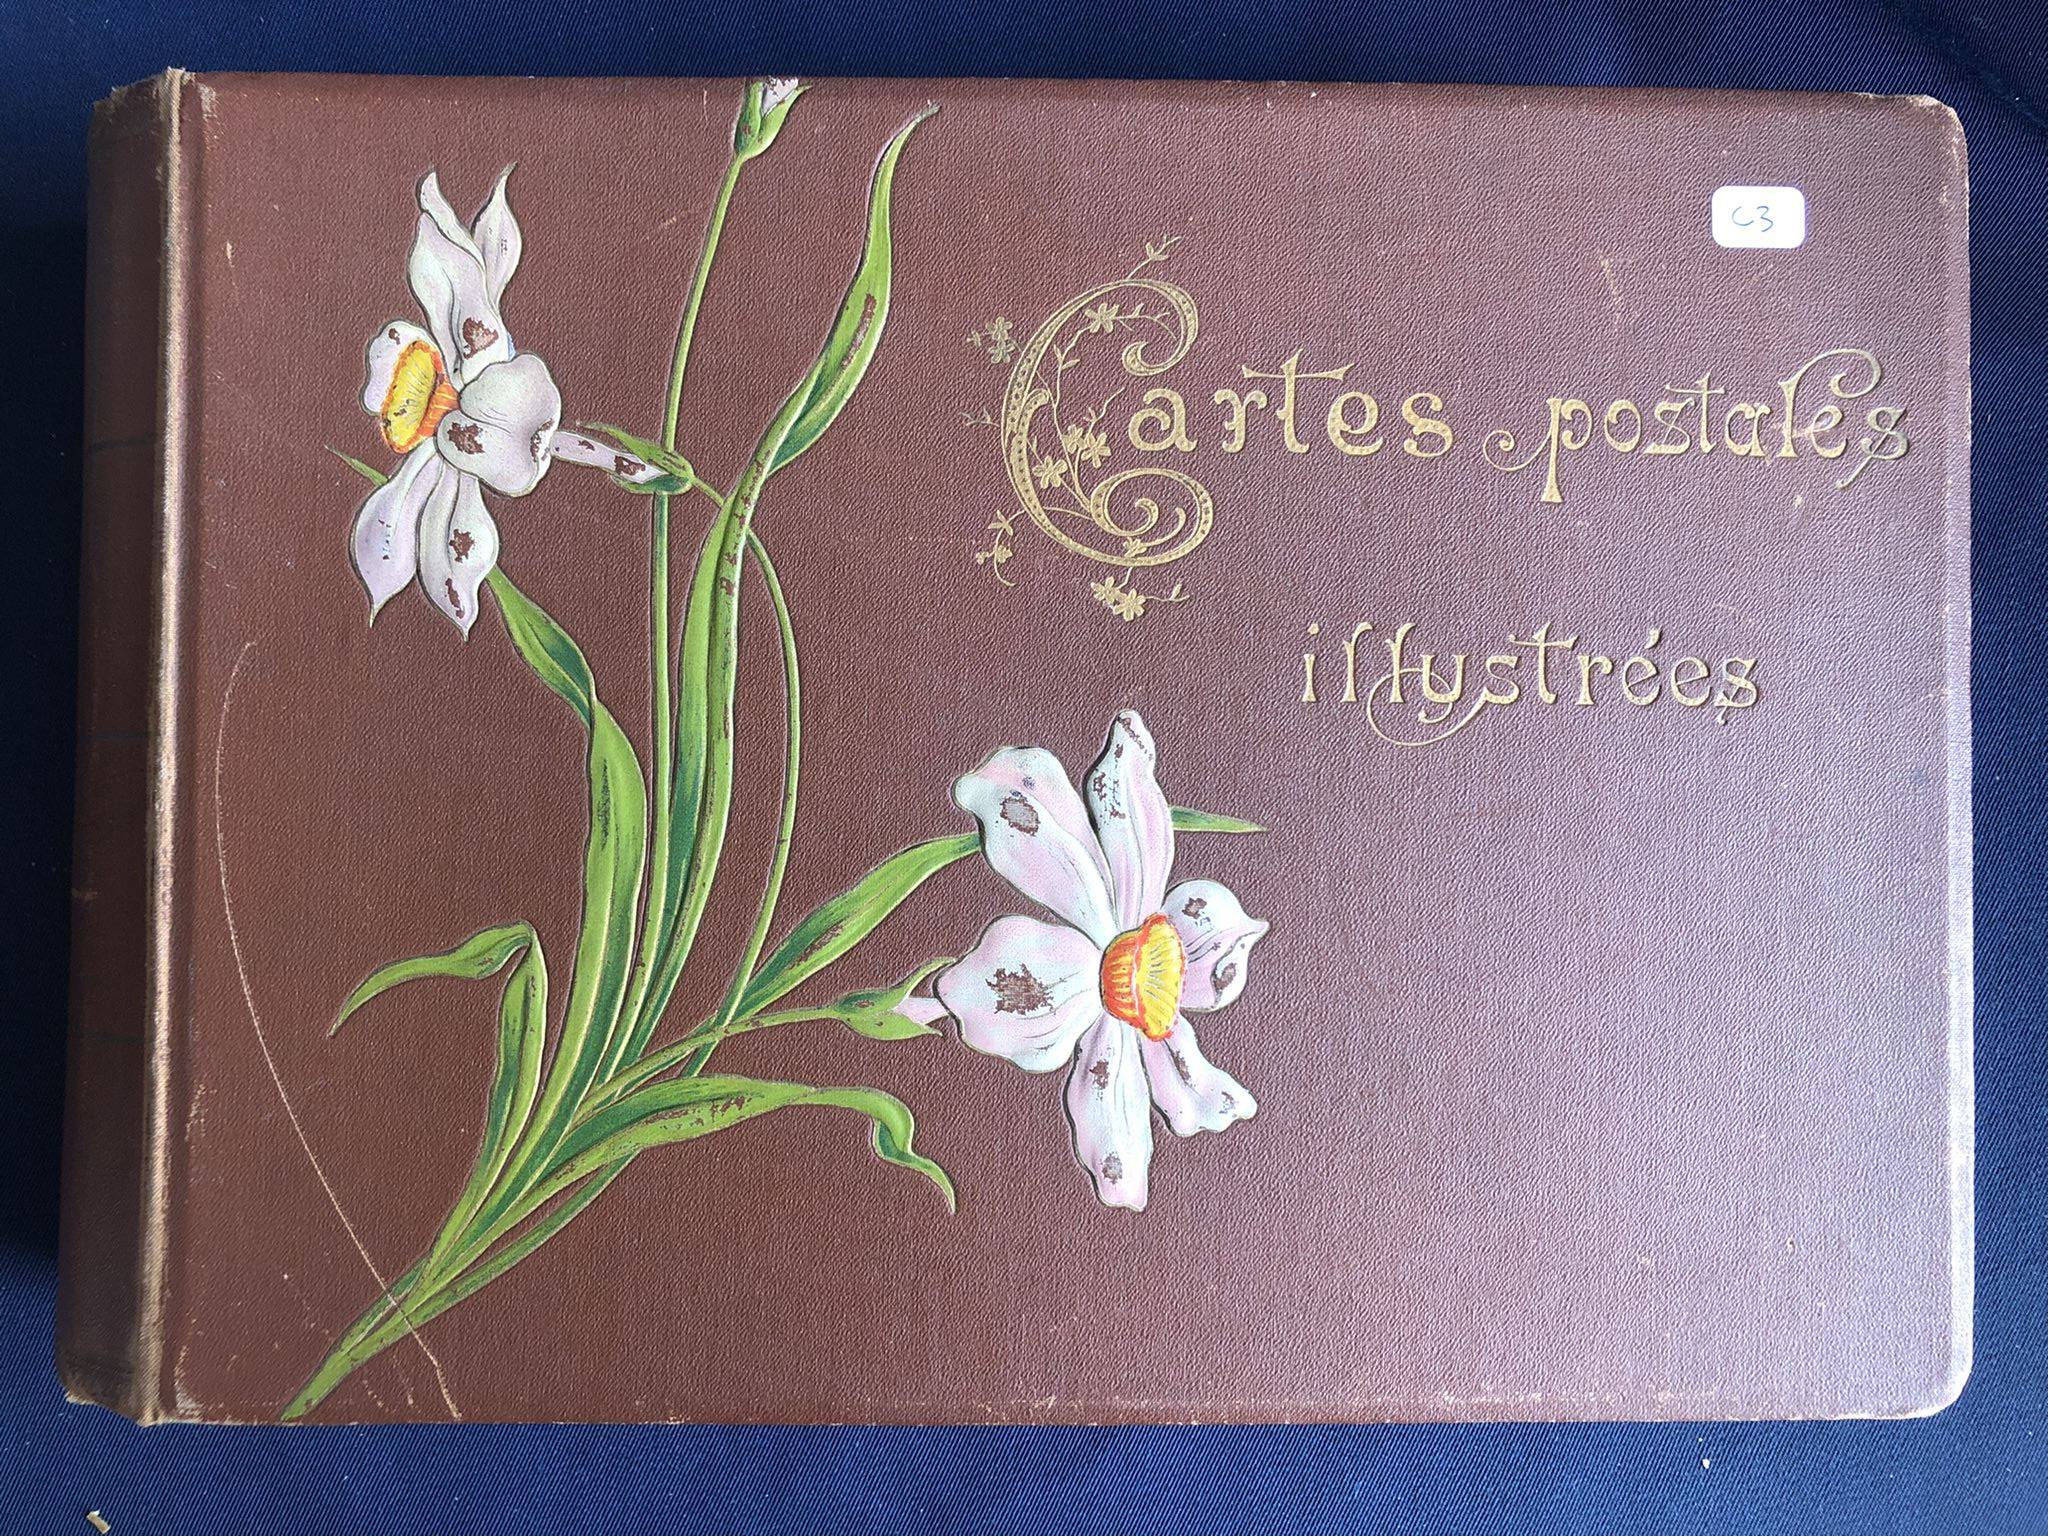 C3
Cartes postales
illustrées